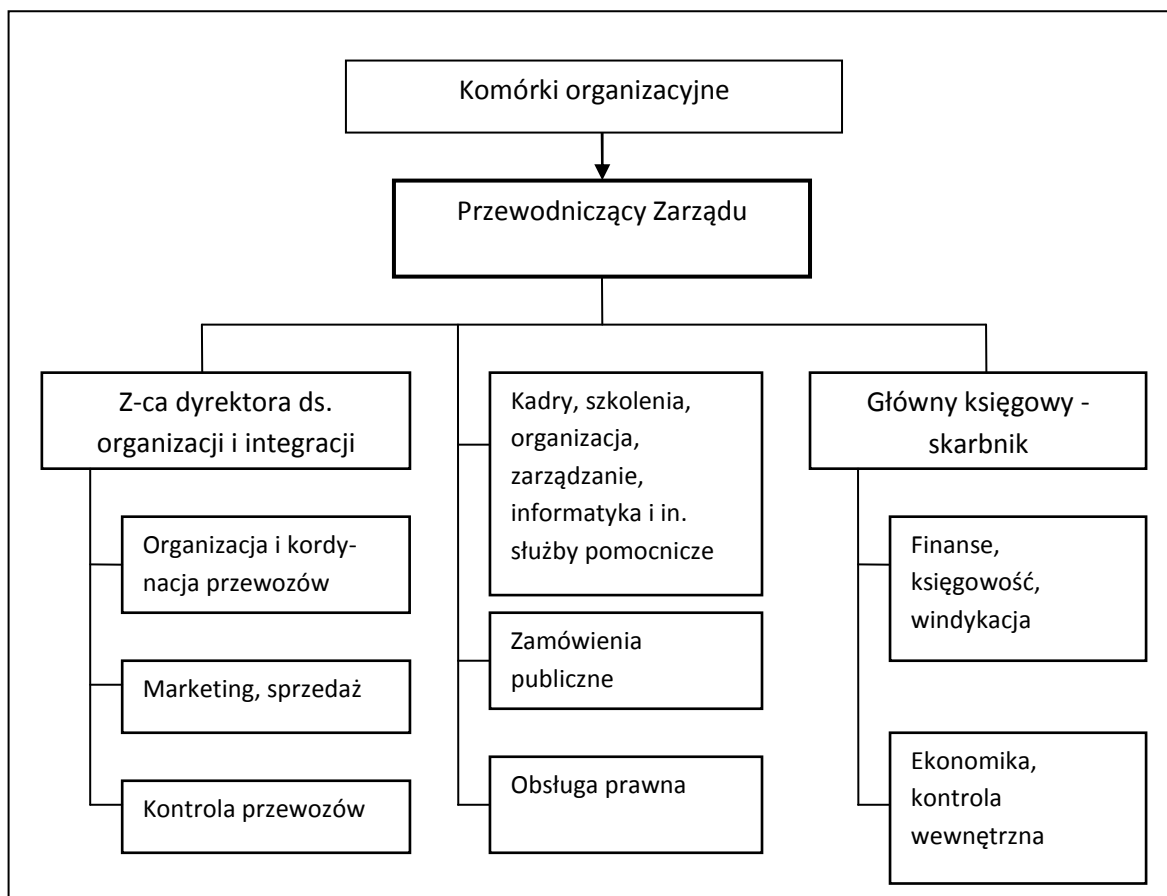 Komórki organizacyjne
Przewodniczący Zarządu
Z-ca dyrektora ds.
organizacji i integracji
Organizacja i kordy-
nacja przewozów
Marketing, sprzedaż
Kontrola przewozów
Kadry, szkolenia,
organizacja,
zarządzanie,
informatyka i in.
służby pomocnicze
Zamówienia
publiczne
Obsługa prawna
Główny księgowy -
skarbnik
Finanse,
księgowość,
windykacja
Ekonomika,
kontrola
wewnętrzna